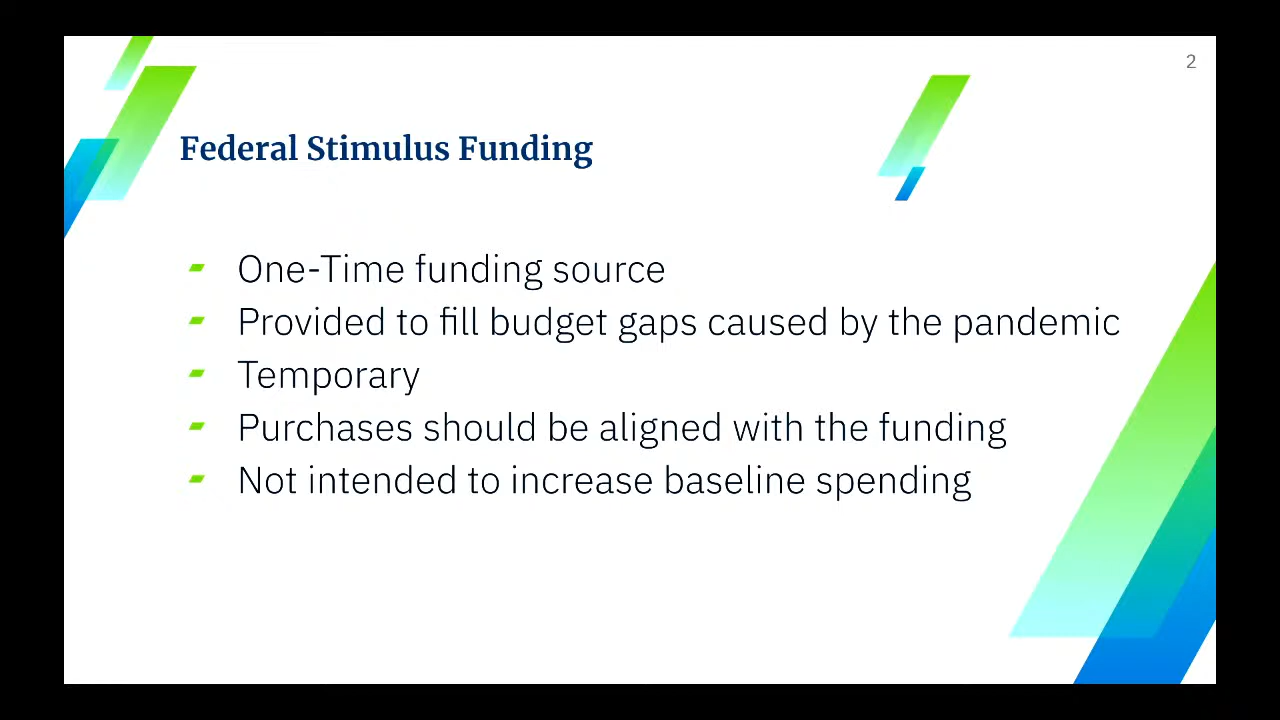 2
Federal Stimulus Funding
One-Time funding source
Provided to fill budget gaps caused by the pandemic
Temporary
Purchases should be aligned with the funding
Not intended to increase baseline spending